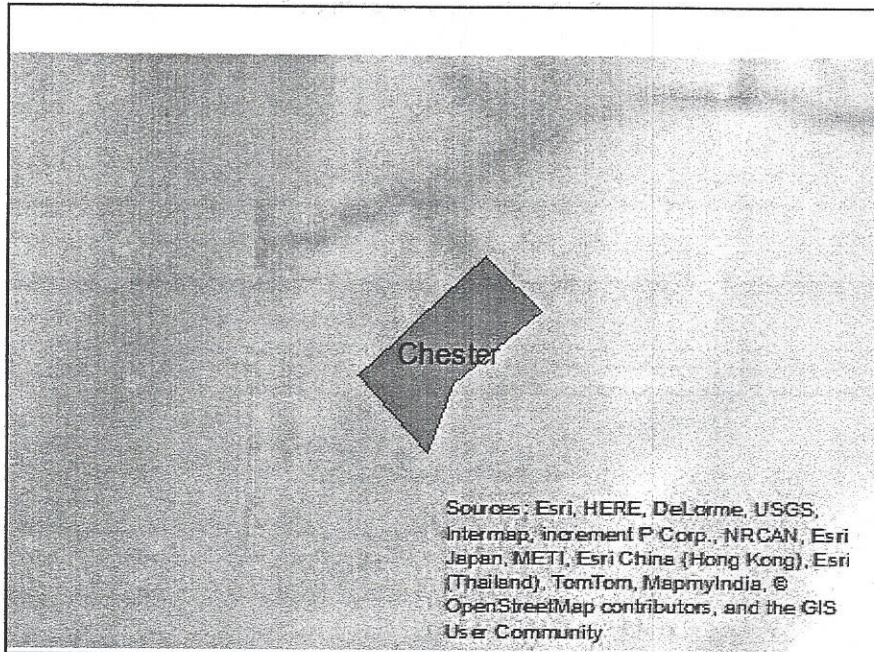 Chester
Sources: Esri, HERE, DeLorme, USGS,
Intermap, increment P Corp., NRCAN, Esri
Japan, METI, Esri China (Hong Kong), Esri
(Thailand), TomTom, MapmyIndia, ©
OpenStreetMap contributors, and the GIS
User Community